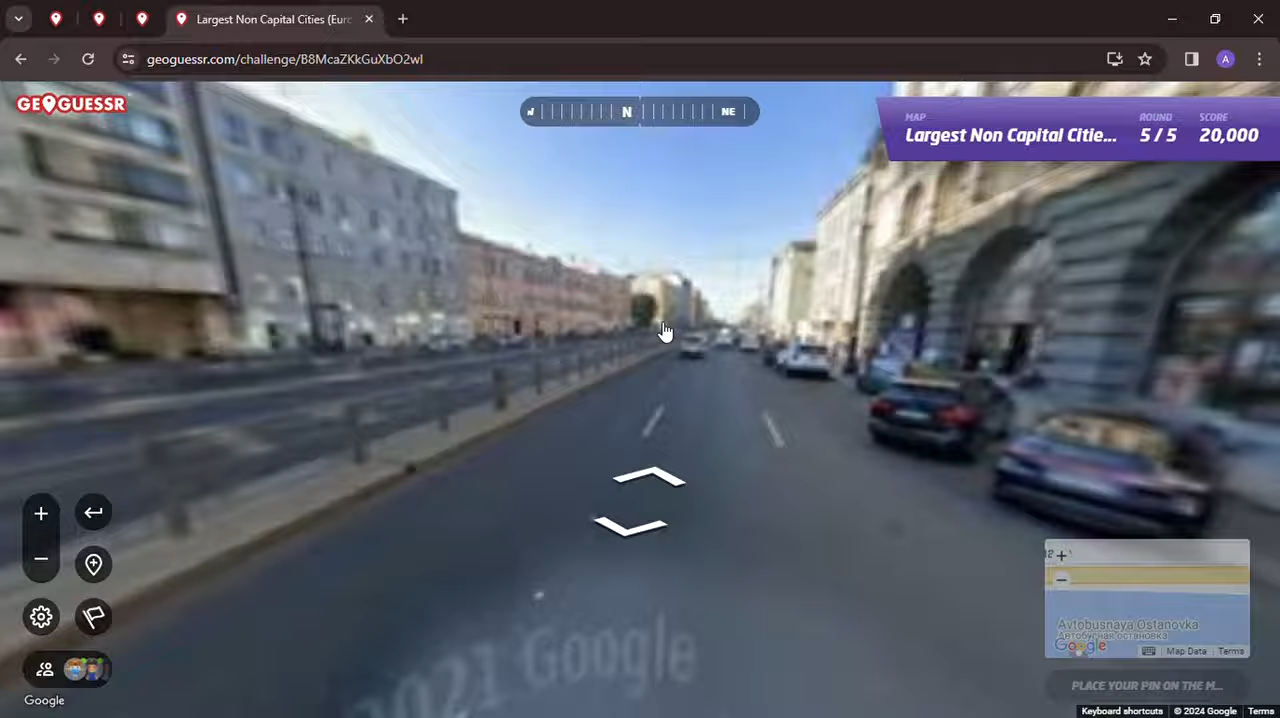 Largest Non Capital Cities (Eur
geoguessr.com/challenge/B8McaZKkGuXbO2wI
A
GEOGUESSR
N
NE
MAP
ROUND
SCORE
Largest Non Capital Citie...
5 / 5
20,000
2021 Google
+
−
+
−
Avtobusnaya Ostanovka
Автобусная остановка
Google
Map Data
Terms
PLACE YOUR PIN ON THE M...
Google
Keyboard shortcuts
© 2024 Google
Terms